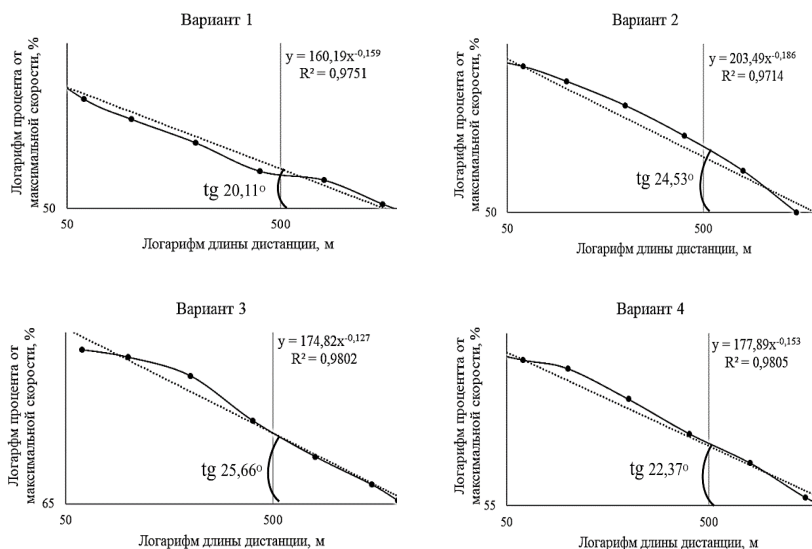 Вариант 1
Логарифм процента от
максимальной скорости, %
y = 160,19x^-0,159
R² = 0,9751
tg 20,11°
50
50
500
Логарифм длины дистанции, м
Вариант 2
Логарифм процента от
максимальной скорости, %
y = 203,49x^-0,186
R² = 0,9714
tg 24,53°
50
50
500
Логарифм длины дистанции, м
Вариант 3
Логарфм процента от
максимальной скорости, %
y = 174,82x^-0,127
R² = 0,9802
tg 25,66°
65
50
500
Логарифм длины дистанции, м
Вариант 4
Логарифм процентта от
максимальной скорости, %
y = 177,89x^-0,153
R² = 0,9805
tg 22,37°
55
50
500
Логарифм длины дистанции, м